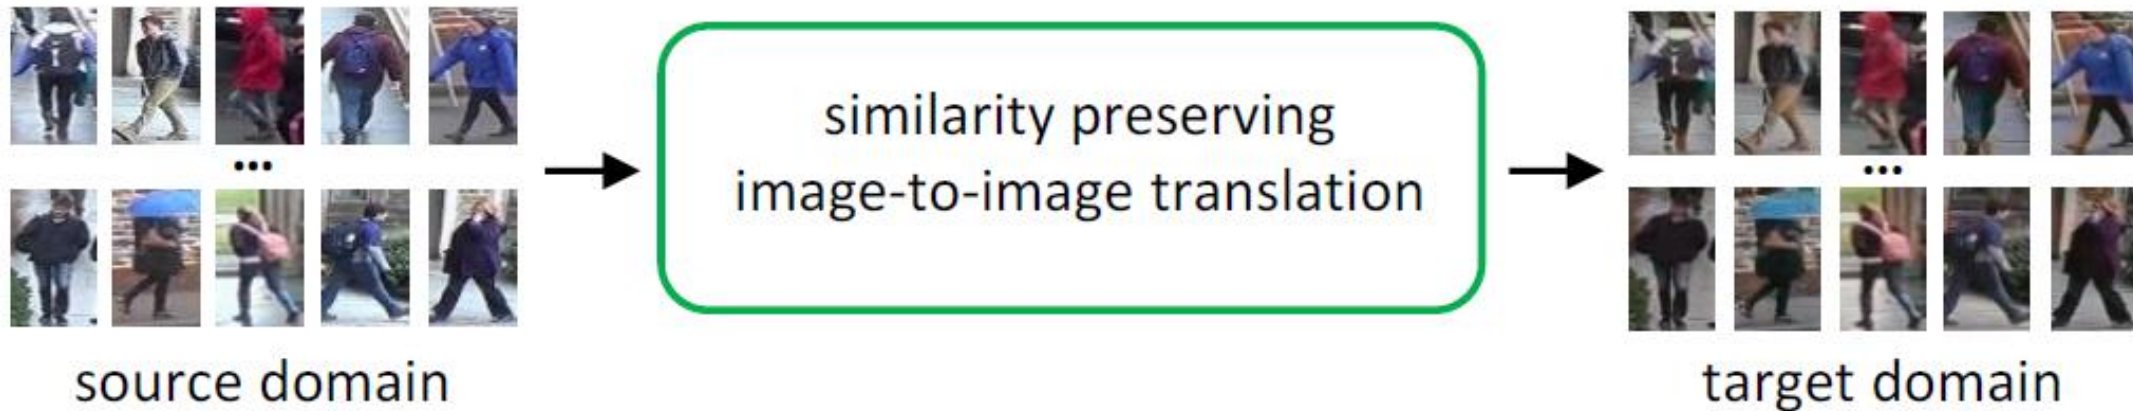 ...
...
similarity preserving
image-to-image translation
source domain
target domain